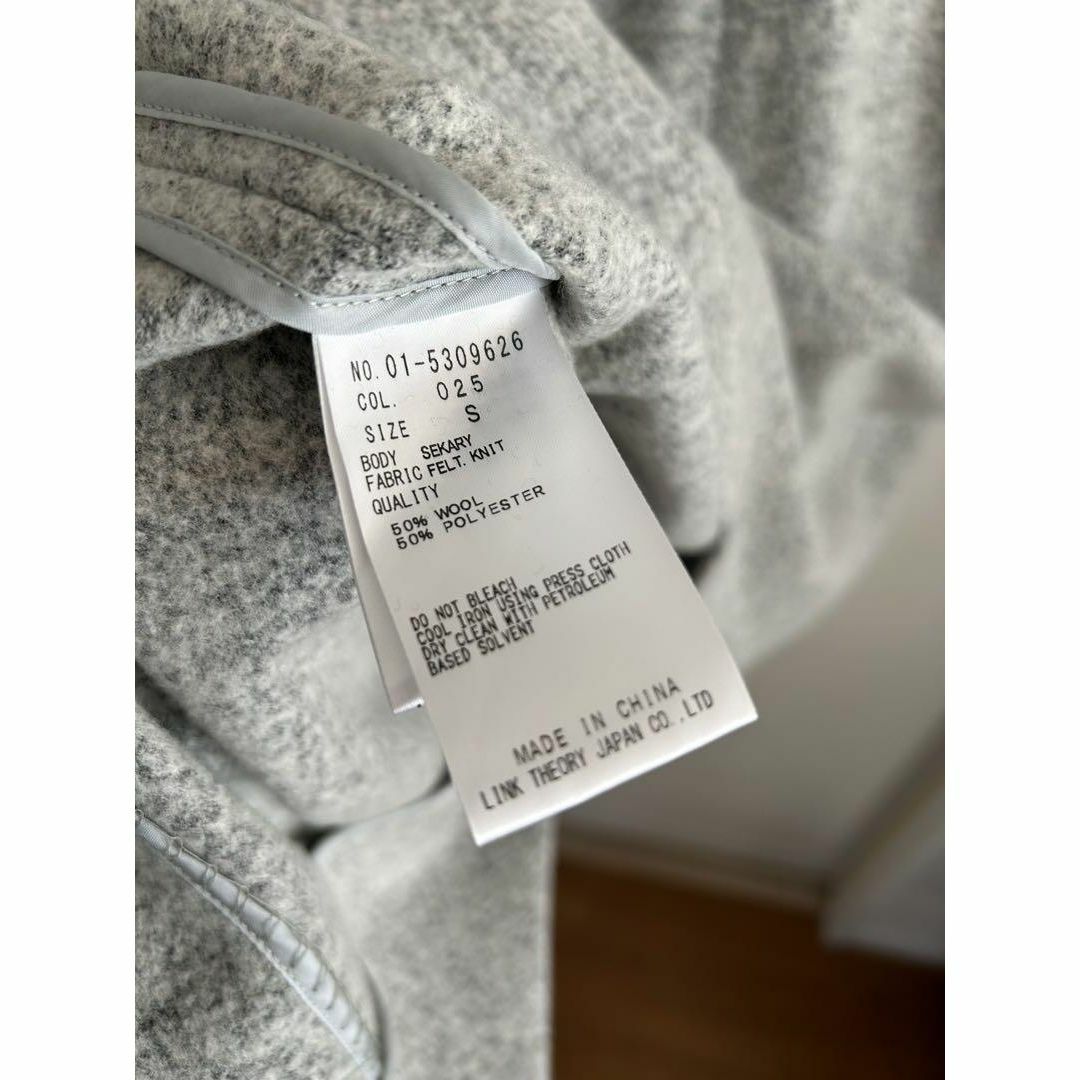 NO. 01-5309626
COL. 025
SIZE S
BODY SEKARY
FABRIC FELT. KNIT
QUALITY
50% WOOL
50% POLYESTER
DO NOT BLEACH
COOL IRON USING PRESS CLOTH
DRY CLEAN WITH PETROLEUM
BASED SOLVENT
MADE IN CHINA
LINK THEORY JAPAN CO.,LTD